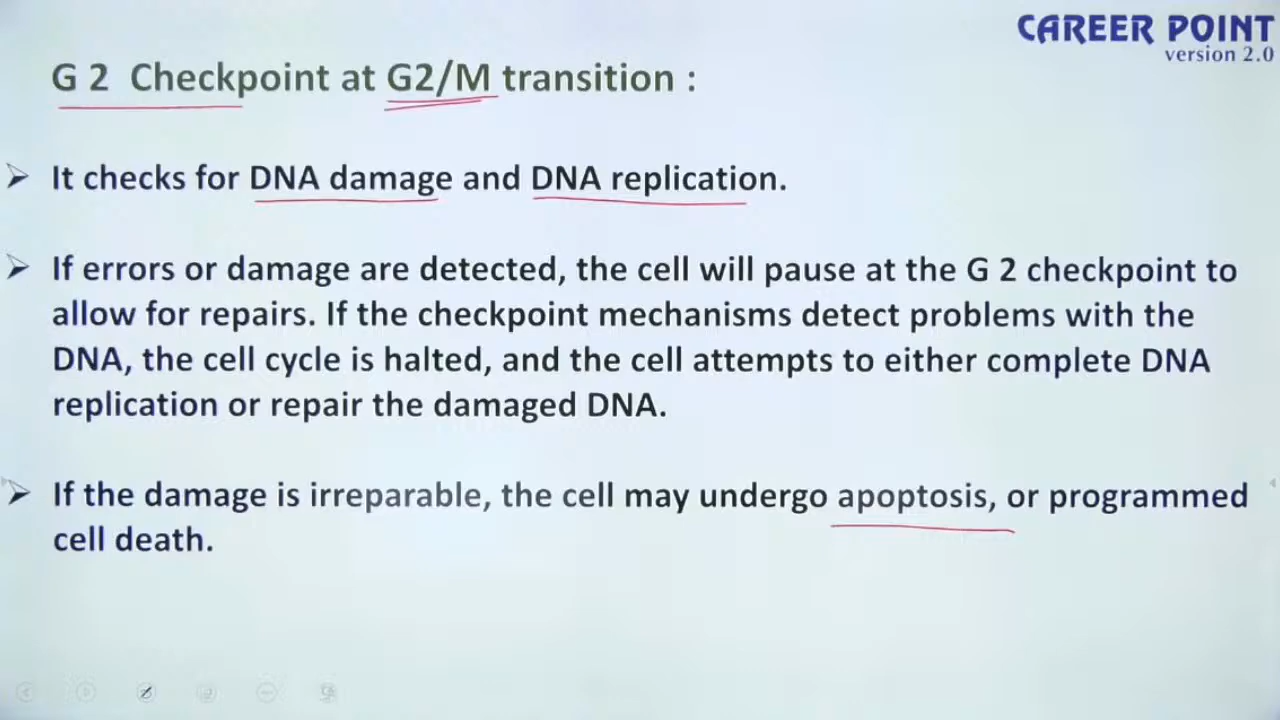 CAREER POINT
version 2.0
G 2 Checkpoint at G2/M transition :
It checks for DNA damage and DNA replication.
If errors or damage are detected, the cell will pause at the G 2 checkpoint to
allow for repairs. If the checkpoint mechanisms detect problems with the
DNA, the cell cycle is halted, and the cell attempts to either complete DNA
replication or repair the damaged DNA.
If the damage is irreparable, the cell may undergo apoptosis, or programmed
cell death.